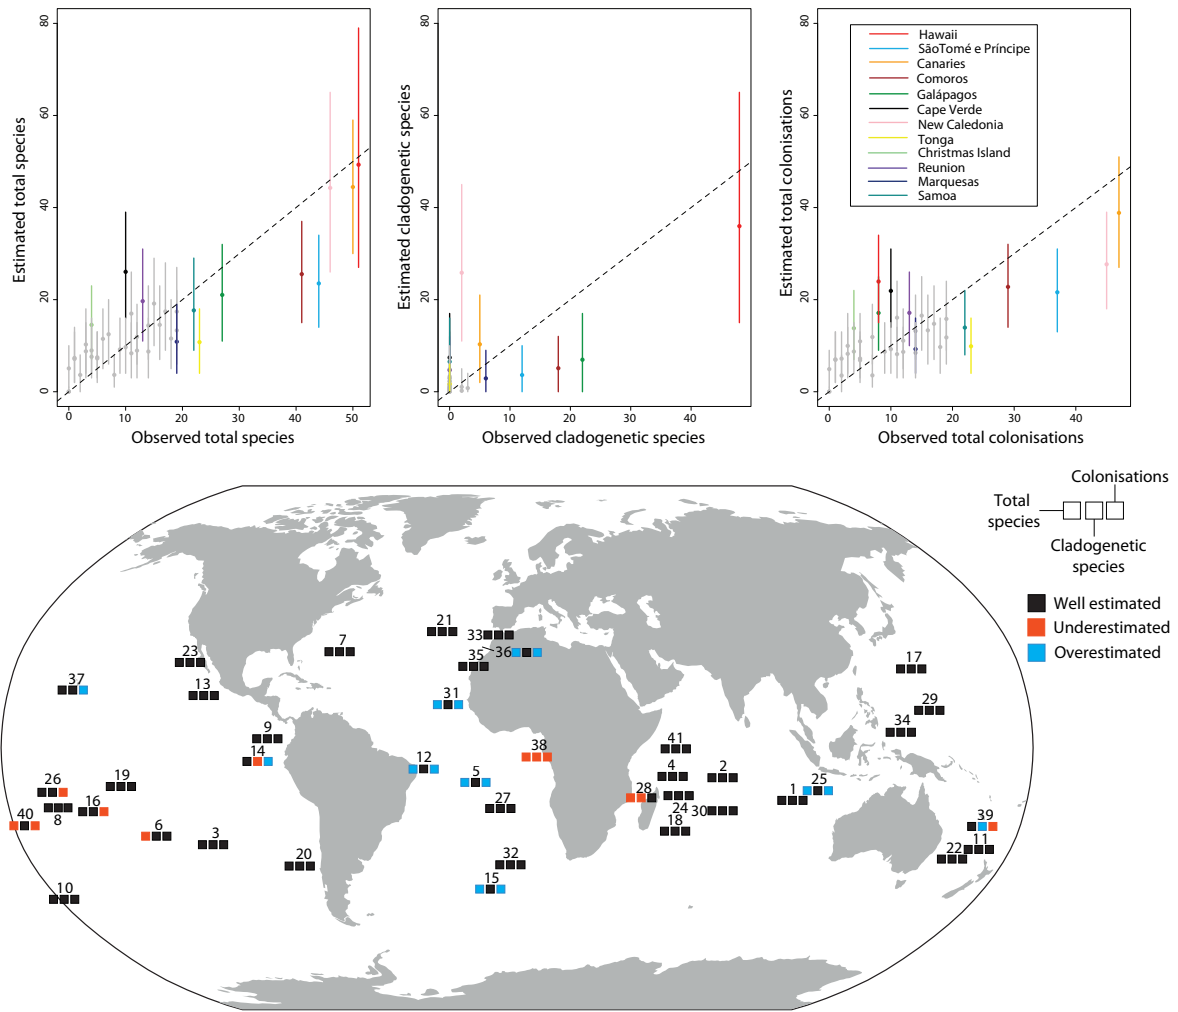 Estimated total species
80
60
40
20
0
0
10
20
30
40
50
Observed total species
Estimated cladogenetic species
80
60
40
20
0
0
10
20
40
Observed cladogenetic species
Estimated total colonisations
80
60
40
20
0
0
10
20
30
40
Observed total colonisations
Hawaii
SãoTomé e Príncipe
Canaries
Comoros
Galápagos
Cape Verde
New Caledonia
Tonga
Christmas Island
Reunion
Marquesas
Samoa
Colonisations
Total
species
Cladogenetic
species
Well estimated
Underestimated
Overestimated
21
7
33
36
35
23
17
37
13
31
29
9
14
34
38
41
12
26
19
5
4
2
25
28
1
8
16
27
24
30
40
39
6
18
3
11
22
20
32
15
10